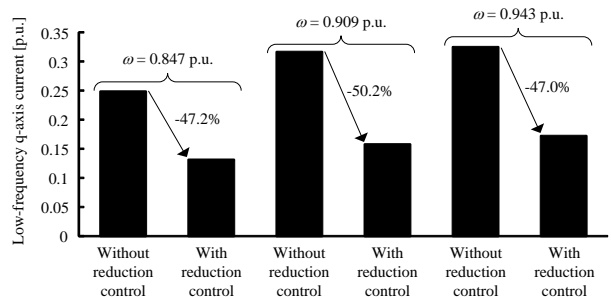 Low-frequency q-axis current [p.u.]
0.35
0.3
0.25
0.2
0.15
0.1
0.05
0
ω = 0.847 p.u.
ω = 0.909 p.u.
ω = 0.943 p.u.
-47.2%
-50.2%
-47.0%
Without
reduction
control
With
reduction
control
Without
reduction
control
With
reduction
control
Without
reduction
control
With
reduction
control